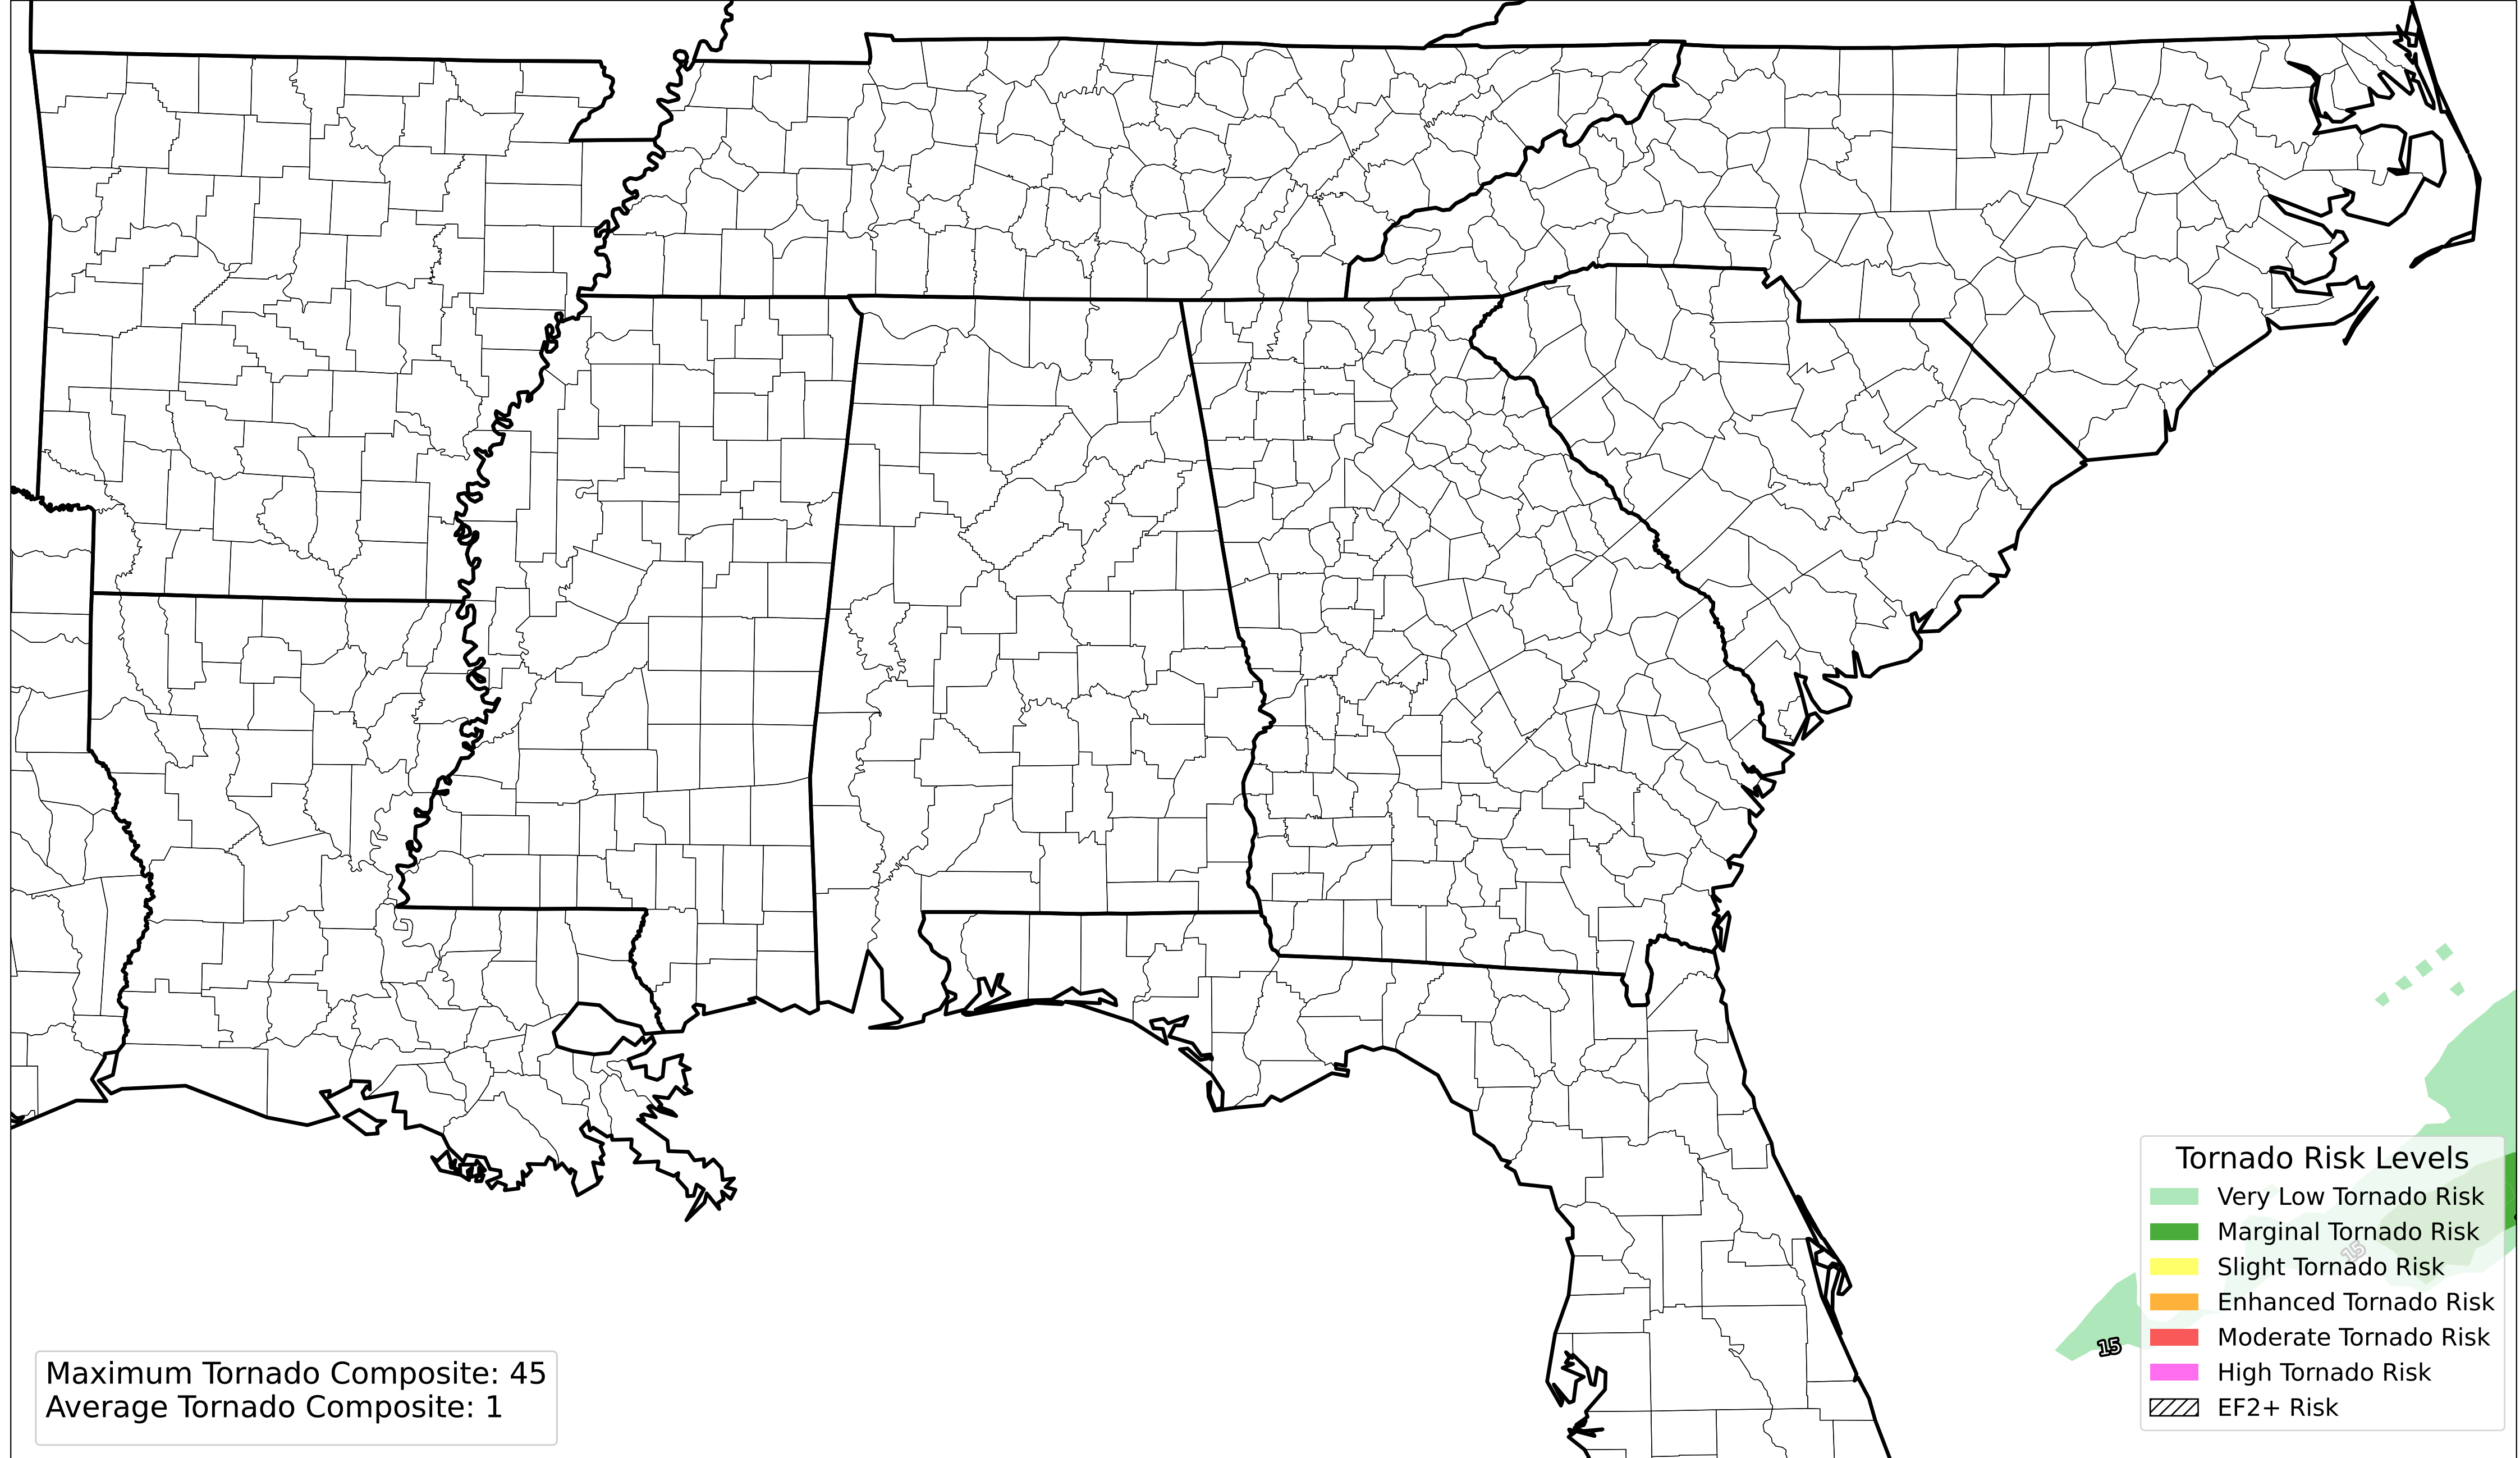 Tornado Risk Levels
Very Low Tornado Risk
Marginal Tornado Risk
15
Slight Tornado Risk
Enhanced Tornado Risk
Moderate Tornado Risk
15
High Tornado Risk
EF2+ Risk
Maximum Tornado Composite: 45
Average Tornado Composite: 1